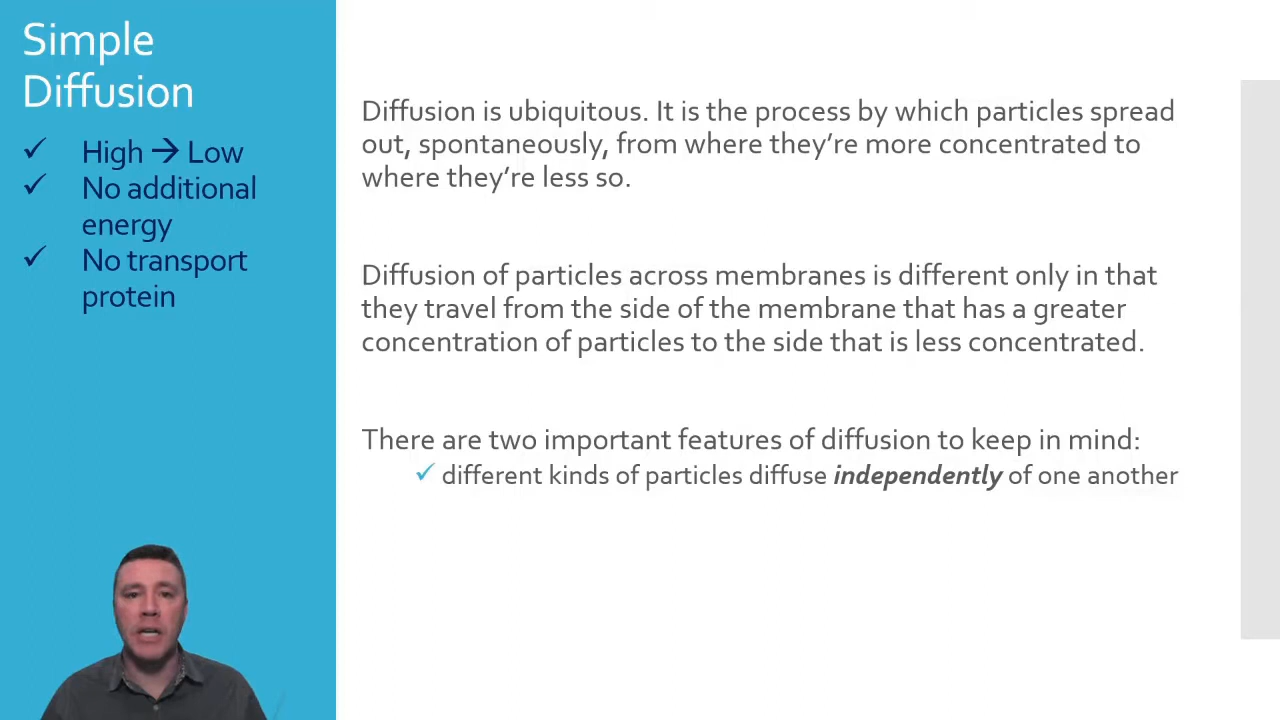 Simple
Diffusion
✓ High → Low
✓ No additional
energy
✓ No transport
protein
Diffusion is ubiquitous. It is the process by which particles spread
out, spontaneously, from where they’re more concentrated to
where they’re less so.
Diffusion of particles across membranes is different only in that
they travel from the side of the membrane that has a greater
concentration of particles to the side that is less concentrated.
There are two important features of diffusion to keep in mind:
✓ different kinds of particles diffuse independently of one another